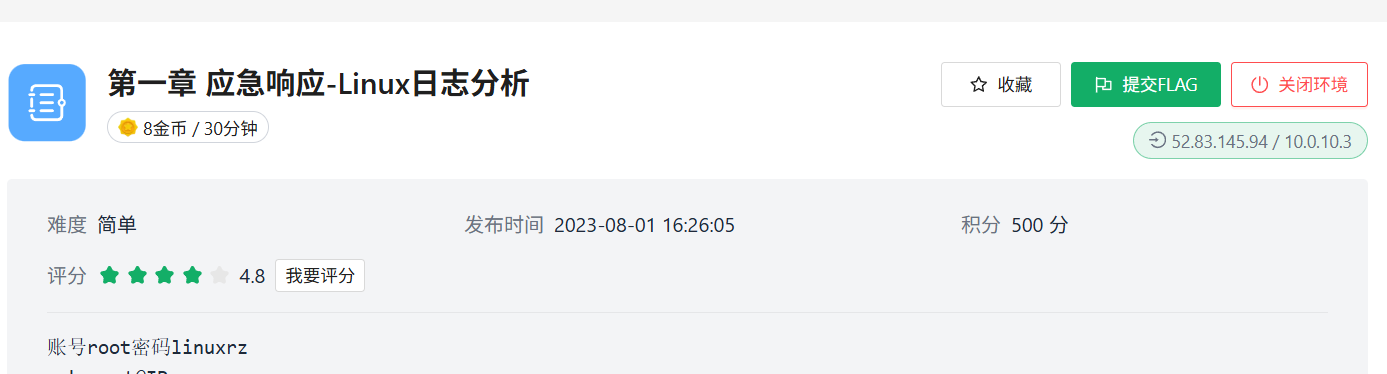 第一章 应急响应-Linux日志分析
收藏
提交FLAG
关闭环境
8金币 / 30分钟
52.83.145.94 / 10.0.10.3
难度 简单
发布时间 2023-08-01 16:26:05
积分 500 分
评分
4.8
我要评分
账号root密码linuxrz